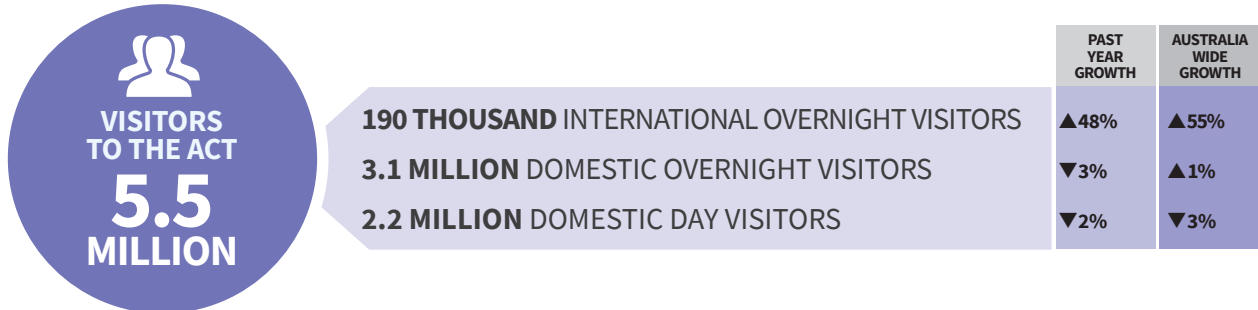 VISITORS
TO THE ACT
5.5
MILLION
PAST
YEAR
GROWTH
AUSTRALIA
WIDE
GROWTH
190 THOUSAND INTERNATIONAL OVERNIGHT VISITORS ▲48% ▲55%
3.1 MILLION DOMESTIC OVERNIGHT VISITORS ▼3% ▲1%
2.2 MILLION DOMESTIC DAY VISITORS ▼2% ▼3%